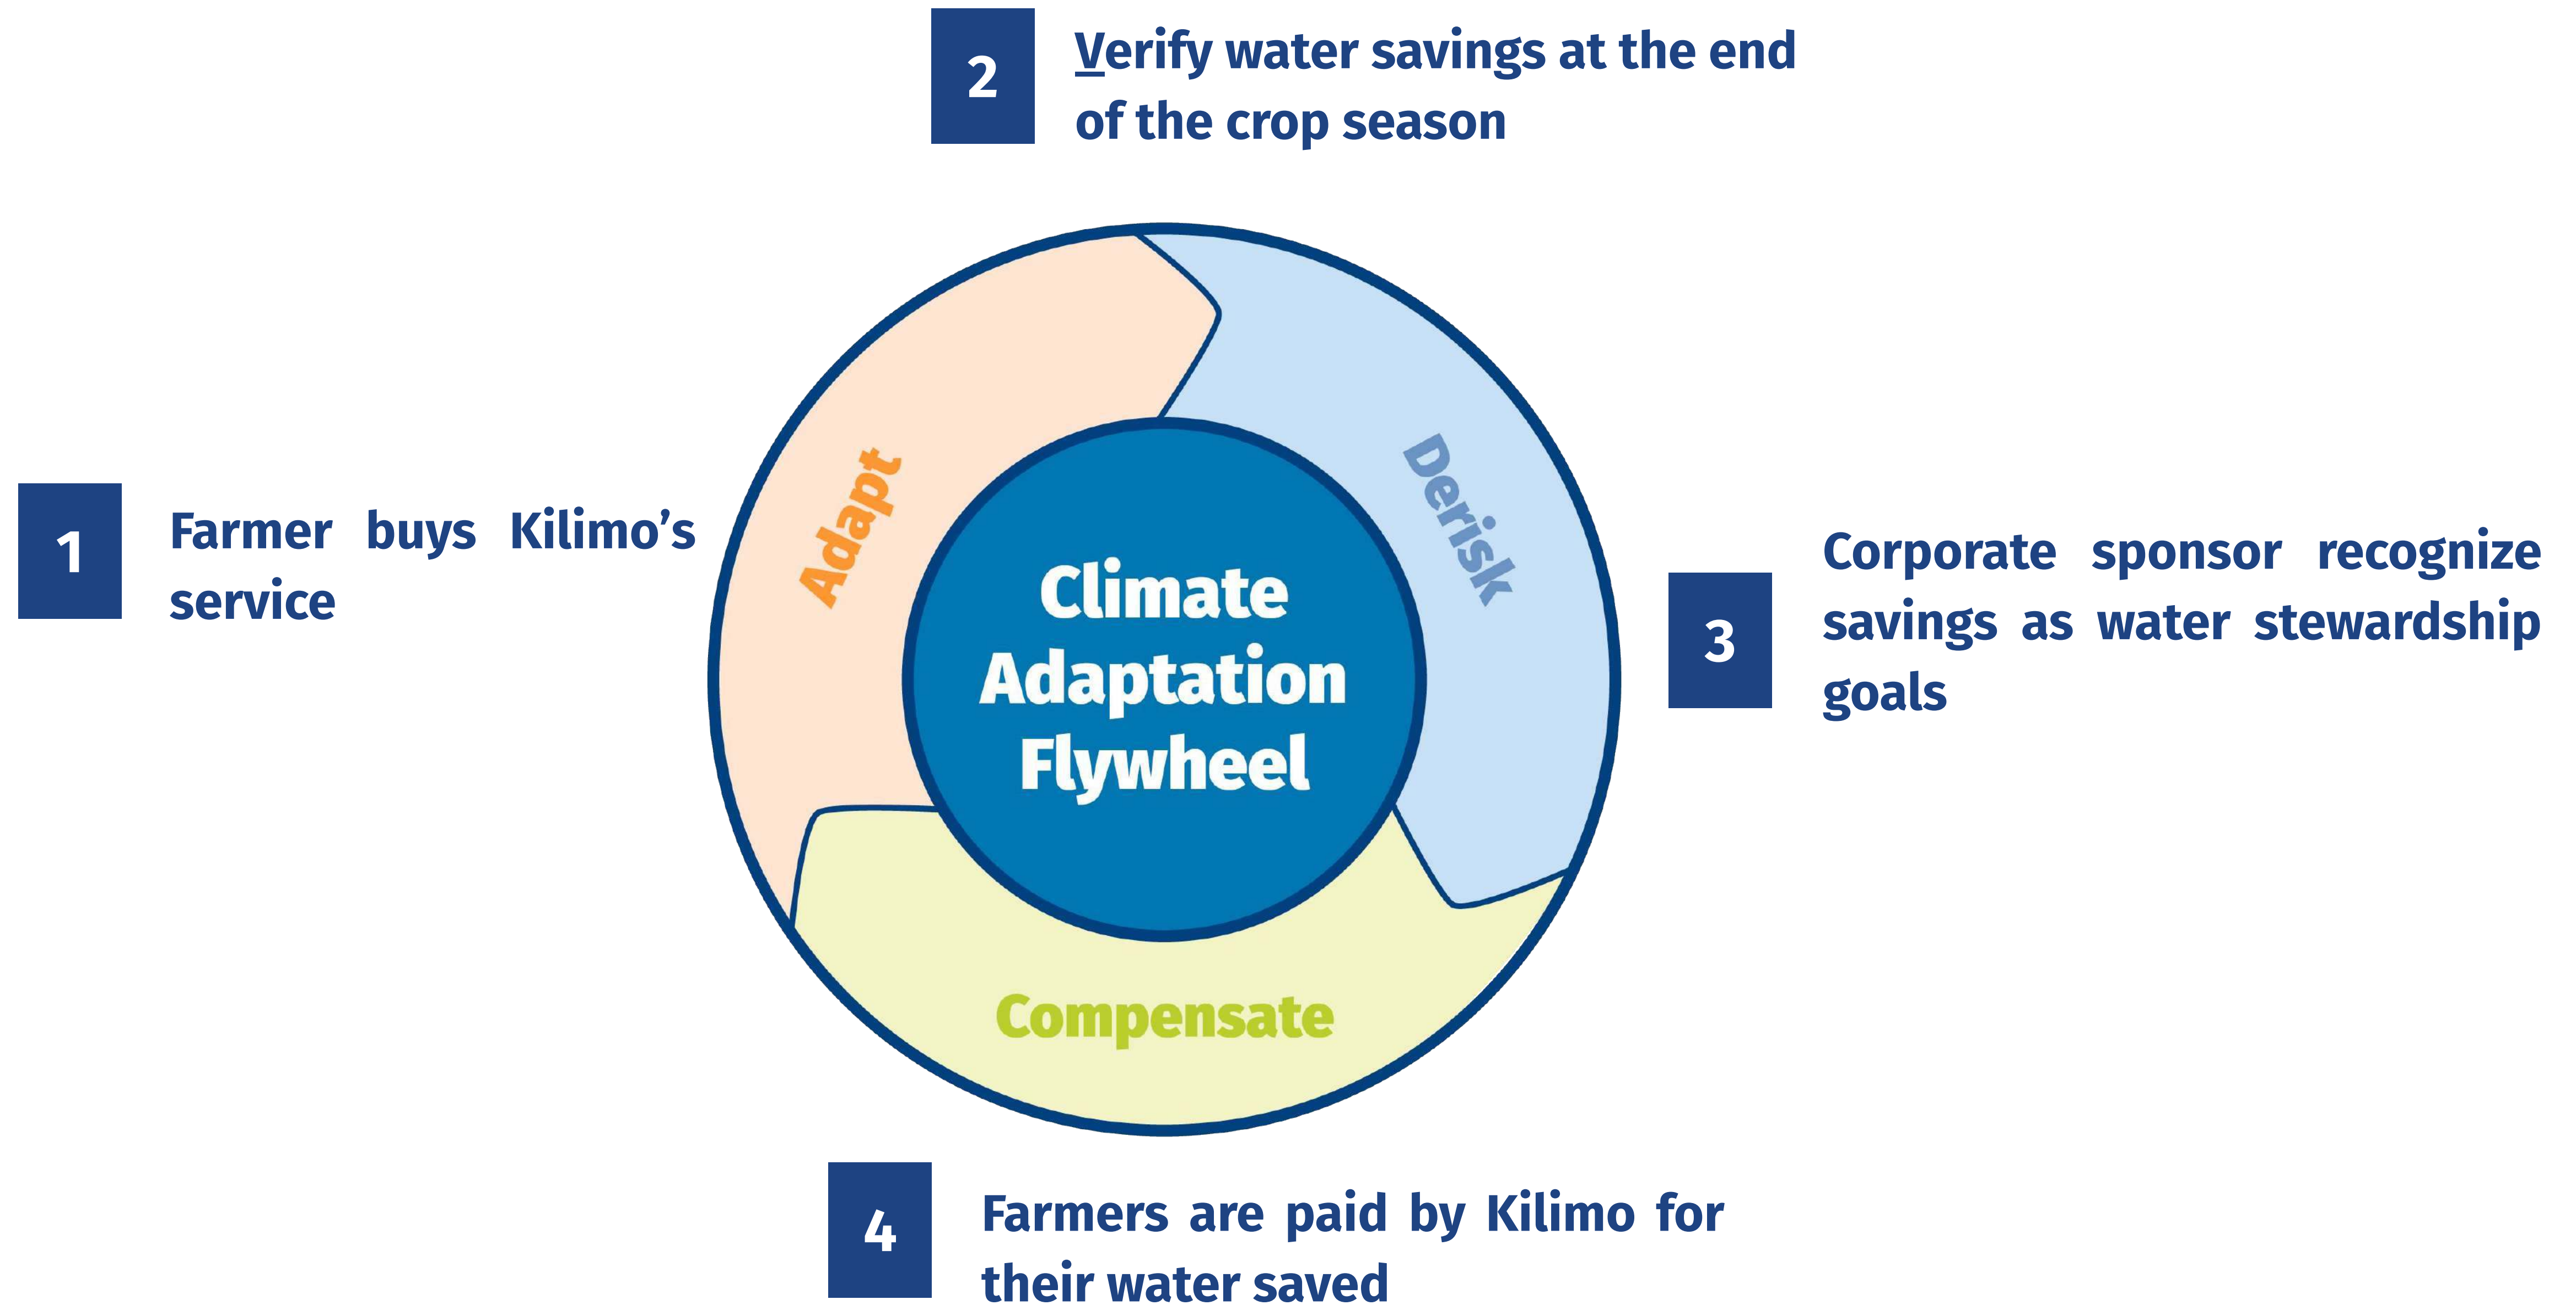 2
Verify water savings at the end
of the crop season
1
Farmer buys Kilimo’s
service
Adapt
Derisk
Climate
Adaptation
Flywheel
3
Corporate sponsor recognize
savings as water stewardship
goals
Compensate
4
Farmers are paid by Kilimo for
their water saved